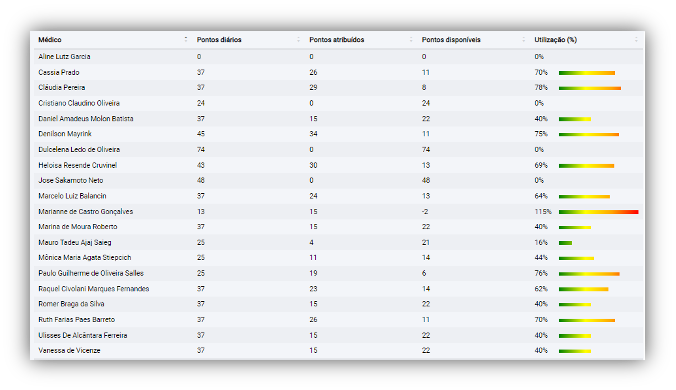 Médico Pontos diários Pontos atribuídos Pontos disponíveis Utilização (%)
Aline Lutz Garcia 0 0 0 0%
Cassia Prado 37 26 11 70%
Cláudia Pereira 37 29 8 78%
Cristiano Claudino Oliveira 24 0 24 0%
Daniel Amadeus Molon Batista 37 15 22 40%
Denilson Mayrink 45 34 11 75%
Dulcelena Ledo de Oliveira 74 0 74 0%
Heloisa Resende Cruvinel 43 30 13 69%
Jose Sakamoto Neto 48 0 48 0%
Marcelo Luiz Balancin 37 24 13 64%
Marianne de Castro Gonçalves 13 15 -2 115%
Marina de Moura Roberto 37 15 22 40%
Mauro Tadeu Ajaj Saieg 25 4 21 16%
Mônica Maria Agata Stiepcich 25 11 14 44%
Paulo Guilherme de Oliveira Salles 25 19 6 76%
Raquel Civolani Marques Fernandes 37 23 14 62%
Romer Braga da Silva 37 15 22 40%
Ruth Farias Paes Barreto 37 26 11 70%
Ulisses De Alcântara Ferreira 37 15 22 40%
Vanessa de Vicenze 37 15 22 40%